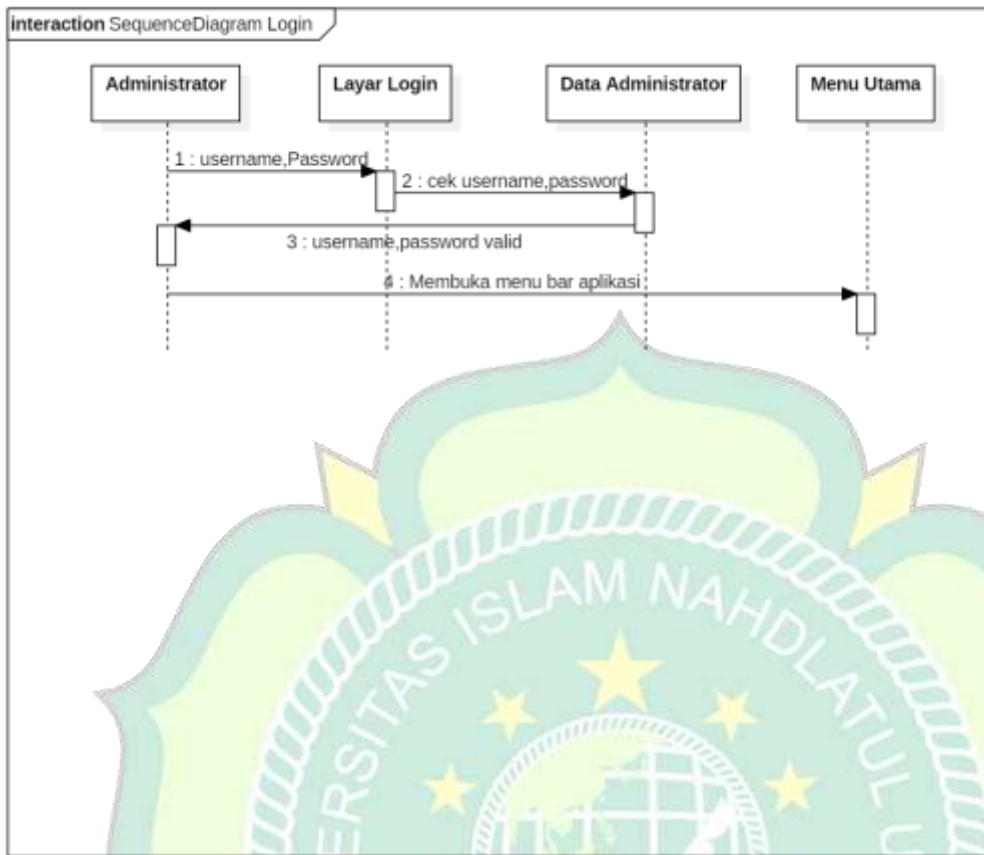 interaction SequenceDiagram Login
Administrator
Layar Login
Data Administrator
Menu Utama
1 : username,Password
2 : cek username,password
3 : username,password valid
4 : Membuka menu bar aplikasi
ERSITAS ISLAM NAHDLATUL U